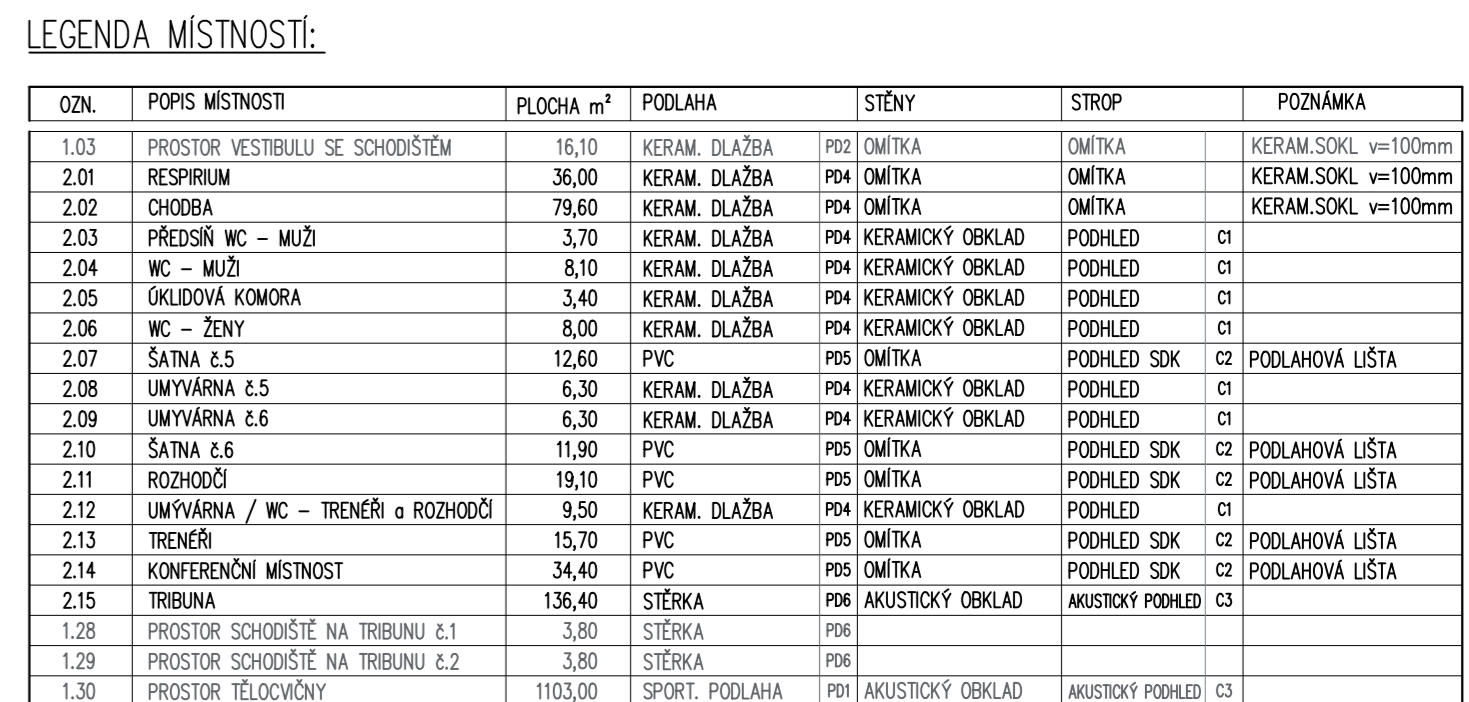 LEGENDA MÍSTNOSTÍ:
OZN. POPIS MÍSTNOSTI PLOCHA m² PODLAHA STĚNY STROP POZNÁMKA
1.03 PROSTOR VESTIBULU SE SCHODIŠTĚM 16,10 KERAM. DLAŽBA PD2 OMÍTKA OMÍTKA KERAM.SOKL v=100mm
2.01 RESPIRIUM 36,00 KERAM. DLAŽBA PD4 OMÍTKA OMÍTKA KERAM.SOKL v=100mm
2.02 CHODBA 79,60 KERAM. DLAŽBA PD4 OMÍTKA OMÍTKA KERAM.SOKL v=100mm
2.03 PŘEDSÍŇ WC – MUŽI 3,70 KERAM. DLAŽBA PD4 KERAMICKÝ OBKLAD PODHLED C1
2.04 WC – MUŽI 8,10 KERAM. DLAŽBA PD4 KERAMICKÝ OBKLAD PODHLED C1
2.05 ÚKLIDOVÁ KOMORA 3,40 KERAM. DLAŽBA PD4 KERAMICKÝ OBKLAD PODHLED C1
2.06 WC – ŽENY 8,00 KERAM. DLAŽBA PD4 KERAMICKÝ OBKLAD PODHLED C1
2.07 ŠATNA č.5 12,60 PVC PD5 OMÍTKA PODHLED SDK C2 PODLAHOVÁ LIŠTA
2.08 UMYVÁRNA č.5 6,30 KERAM. DLAŽBA PD4 KERAMICKÝ OBKLAD PODHLED C1
2.09 UMYVÁRNA č.6 6,30 KERAM. DLAŽBA PD4 KERAMICKÝ OBKLAD PODHLED C1
2.10 ŠATNA č.6 11,90 PVC PD5 OMÍTKA PODHLED SDK C2 PODLAHOVÁ LIŠTA
2.11 ROZHODČÍ 19,10 PVC PD5 OMÍTKA PODHLED SDK C2 PODLAHOVÁ LIŠTA
2.12 UMÝVÁRNA / WC – TRENÉŘI a ROZHODČÍ 9,50 KERAM. DLAŽBA PD4 KERAMICKÝ OBKLAD PODHLED C1
2.13 TRENÉŘI 15,70 PVC PD5 OMÍTKA PODHLED SDK C2 PODLAHOVÁ LIŠTA
2.14 KONFERENČNÍ MÍSTNOST 34,40 PVC PD5 OMÍTKA PODHLED SDK C2 PODLAHOVÁ LIŠTA
2.15 TRIBUNA 136,40 STĚRKA PD6 AKUSTICKÝ OBKLAD AKUSTICKÝ PODHLED C3
1.28 PROSTOR SCHODIŠTĚ NA TRIBUNU č.1 3,80 STĚRKA PD6
1.29 PROSTOR SCHODIŠTĚ NA TRIBUNU č.2 3,80 STĚRKA PD6
1.30 PROSTOR TĚLOCVIČNY 1103,00 SPORT. PODLAHA PD1 AKUSTICKÝ OBKLAD AKUSTICKÝ PODHLED C3